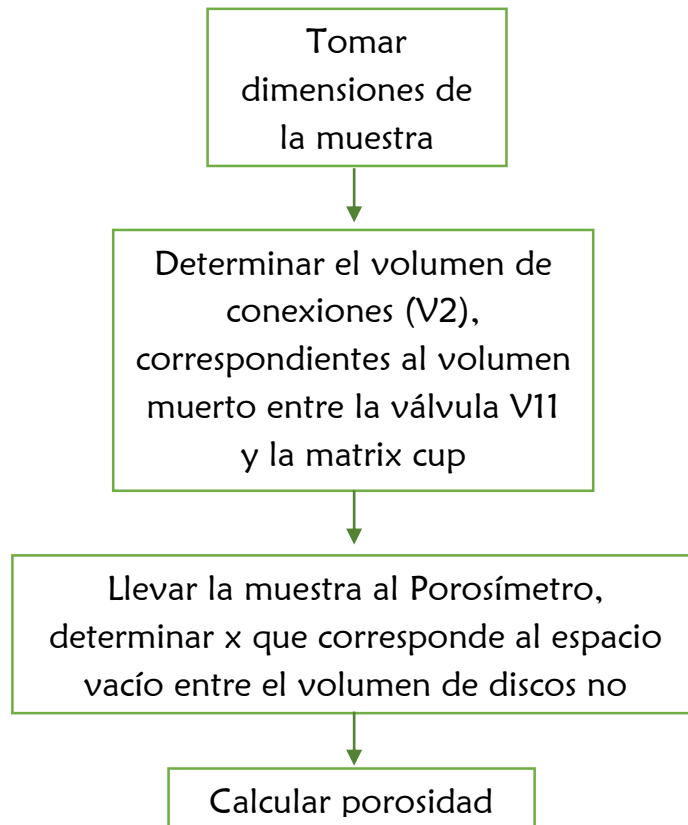 Tomar
dimensiones de
la muestra
Determinar el volumen de
conexiones (V2),
correspondientes al volumen
muerto entre la válvula V11
y la matrix cup
Llevar la muestra al Porosímetro,
determinar x que corresponde al espacio
vacío entre el volumen de discos no
Calcular porosidad